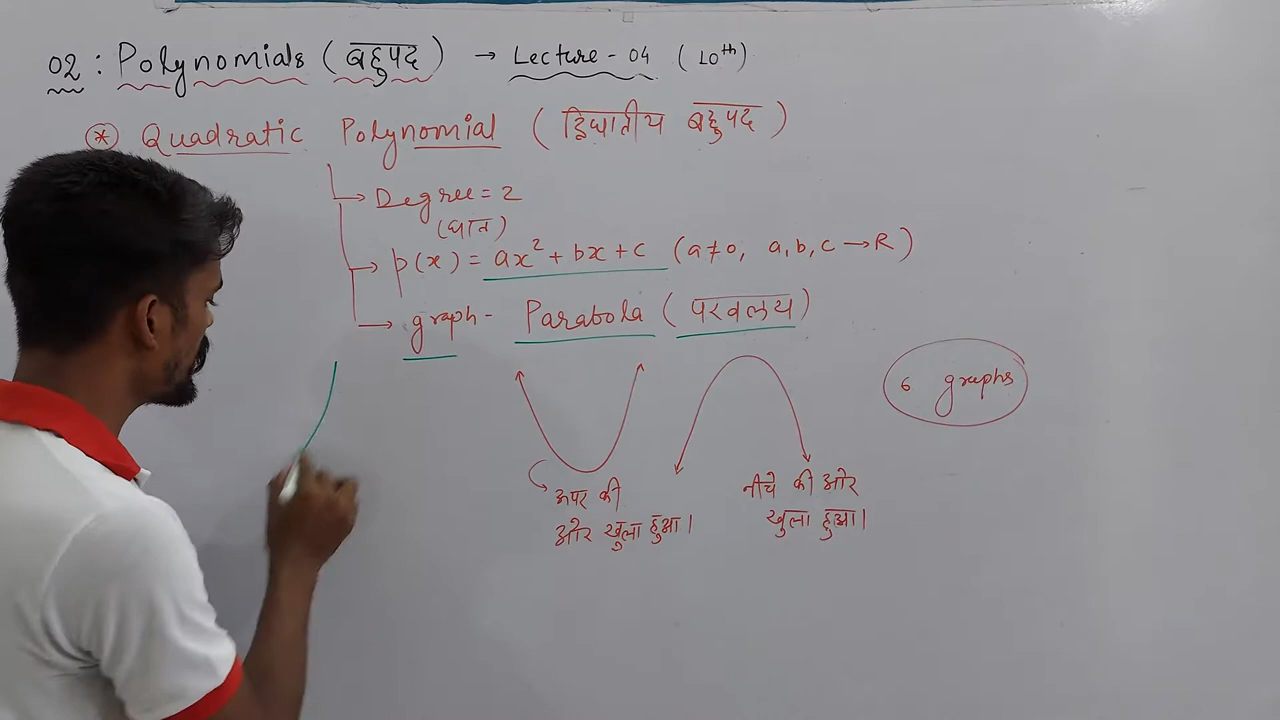 02 : Polynomials (बहुपद) → Lecture - 04 (10th)
* Quadratic Polynomial (द्विघातीय बहुपद)
→ Degree = 2
(घात)
→ p(x) = ax² + bx + c (a ≠ 0, a, b, c → R)
→ graph - Parabola (परवलय)
6 graphs
ऊपर की
ओर खुला हुआ।
नीचे की ओर
खुला हुआ।